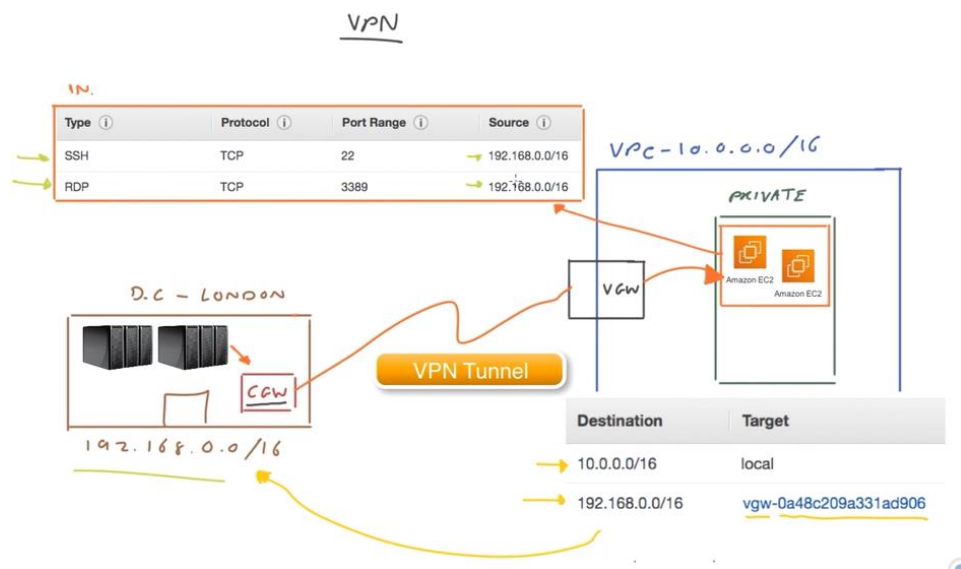 VPN
IN.
Type Protocol Port Range Source
SSH TCP 22 192.168.0.0/16
RDP TCP 3389 192.168.0.0/16
VPC-10.0.0.0/16
PRIVATE
Amazon EC2
Amazon EC2
VGW
D.C - LONDON
CGW
VPN Tunnel
192.168.0.0/16
Destination Target
10.0.0.0/16 local
192.168.0.0/16 vgw-0a48c209a331ad906